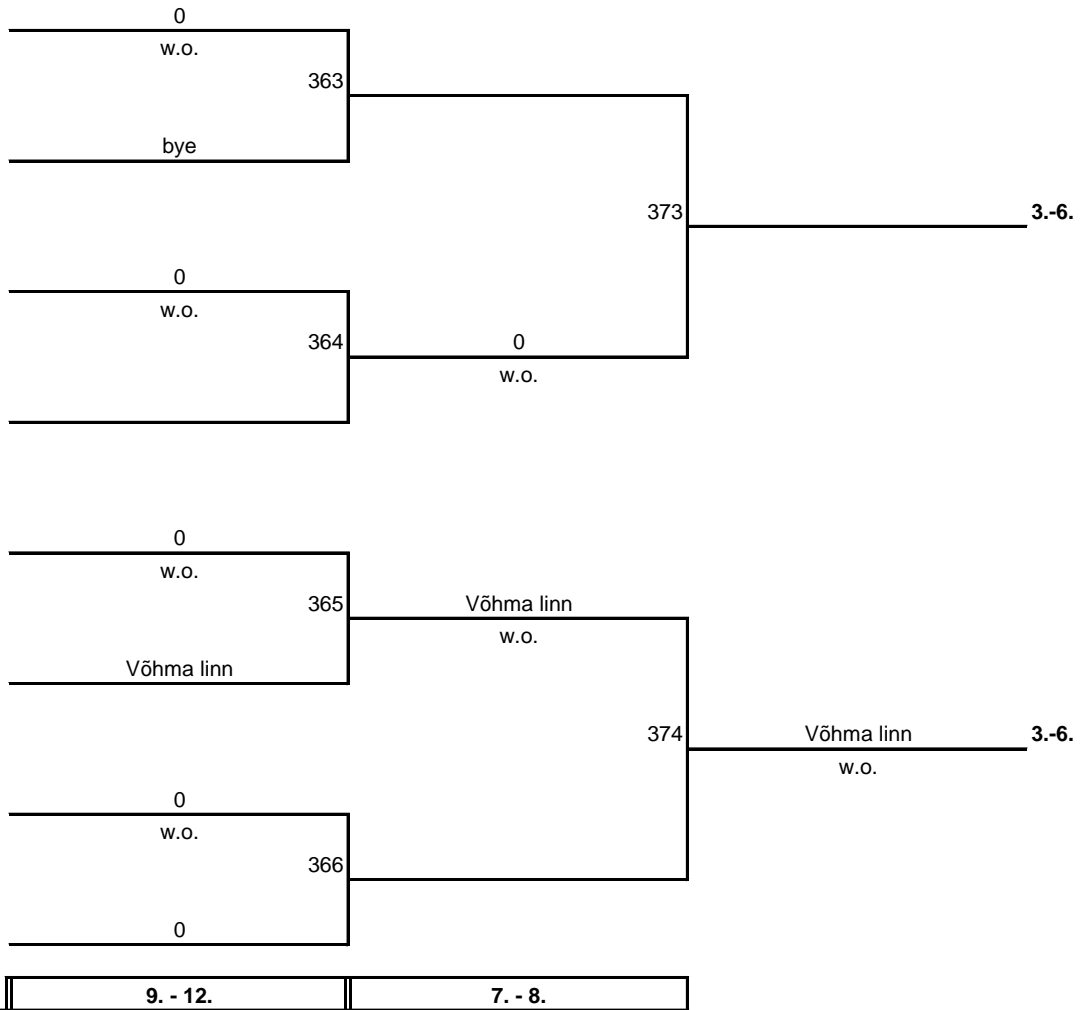 0
w.o.
363
bye
373
3.-6.
0
w.o.
364
0
w.o.
0
w.o.
365
Võhma linn
w.o.
Võhma linn
374
Võhma linn
3.-6.
w.o.
0
w.o.
366
0
9. - 12.
7. - 8.